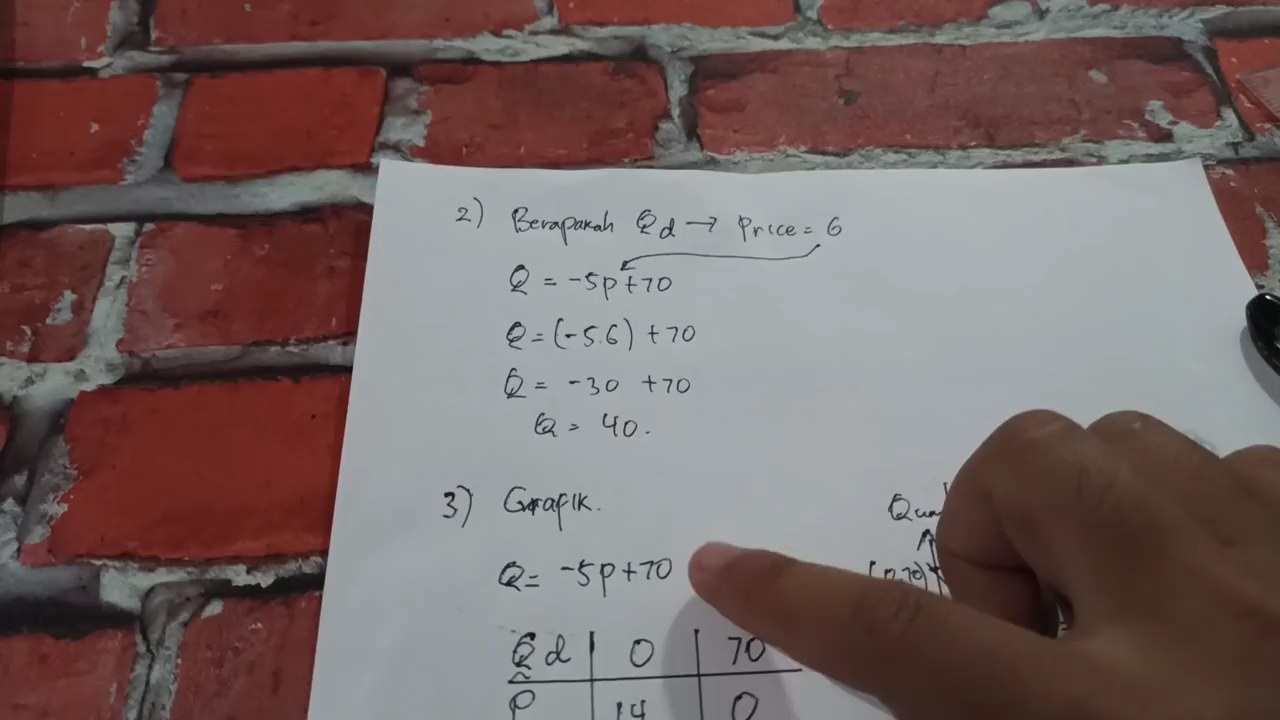 2) Berapakah Qd → Price = 6
Q = -5p+70
Q = (-5.6) + 70
Q = -30 +70
Q = 40.
3) Grafik.
Q = -5p+70
Qd | 0 | 70
P | 14 | 0